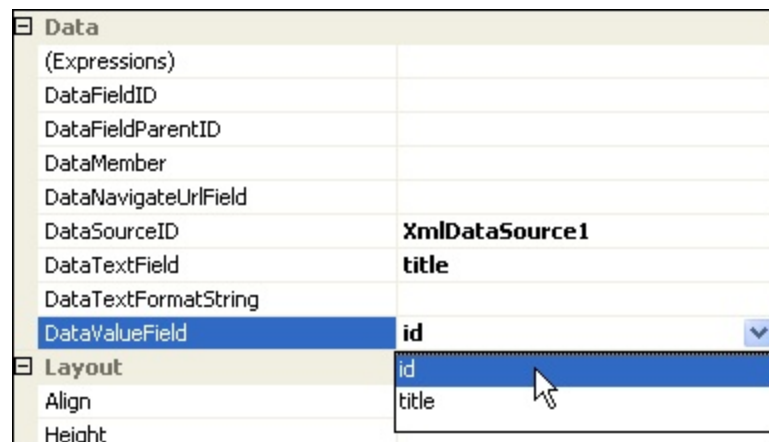 Data
(Expressions)
DataFieldID
DataFieldParentID
DataMember
DataNavigateUrlField
DataSourceID XmlDataSource1
DataTextField title
DataTextFormatString
DataValueField id
Layout id
Align title
Height